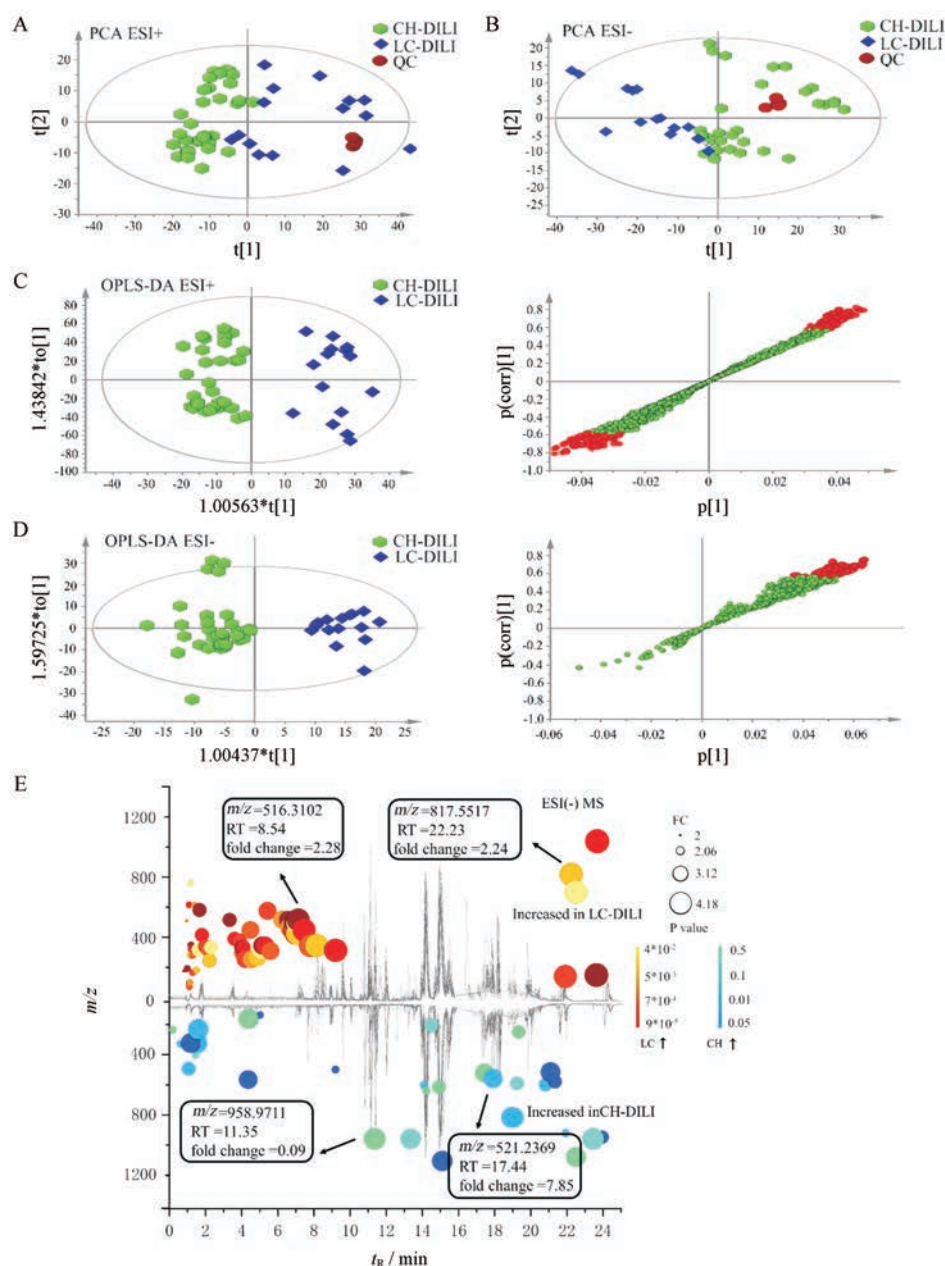 A
PCA ESI+
CH-DILI
LC-DILI
QC
30
20
10
0
-10
-20
-30
t[2]
-40 -30 -20 -10 0 10 20 30 40
t[1]
B
PCA ESI-
CH-DILI
LC-DILI
QC
25
20
15
10
5
0
-5
-10
-15
-20
-25
t[2]
-40 -30 -20 -10 0 10 20 30
t[1]
C
OPLS-DA ESI+
CH-DILI
LC-DILI
80
60
40
20
0
-20
-40
-60
-80
-100
1.43842*to[1]
-40 -30 -20 -10 0 10 20 30 40
1.00563*t[1]
0.8
0.6
0.4
0.2
0
-0.2
-0.4
-0.6
-0.8
-1.0
p(corr)[1]
-0.04 -0.02 0 0.02 0.04
p[1]
D
OPLS-DA ESI-
CH-DILI
LC-DILI
30
20
10
0
-10
-20
-30
-40
1.59725*to[1]
-25 -20 -15 -10 -5 0 5 10 15 20 25
1.00437*t[1]
0.8
0.6
0.4
0.2
0
-0.2
-0.4
-0.6
-0.8
-1.0
p(corr)[1]
-0.06 -0.04 -0.02 0 0.02 0.04 0.06
p[1]
E
m/z=516.3102
RT =8.54
fold change =2.28
m/z=817.5517
RT =22.23
fold change =2.24
ESI(-) MS
Increased in LC-DILI
FC
2
2.06
3.12
4.18
P value
4*10⁻²
5*10⁻³
7*10⁻⁴
LC ↑
0.5
0.1
0.01
0.05
CH ↑
1200
800
400
0
400
800
1200
m/z
m/z=958.9711
RT =11.35
fold change =0.09
Increased inCH-DILI
m/z=521.2369
RT =17.44
fold change =7.85
0 2 4 6 8 10 12 14 16 18 20 22 24
tR / min